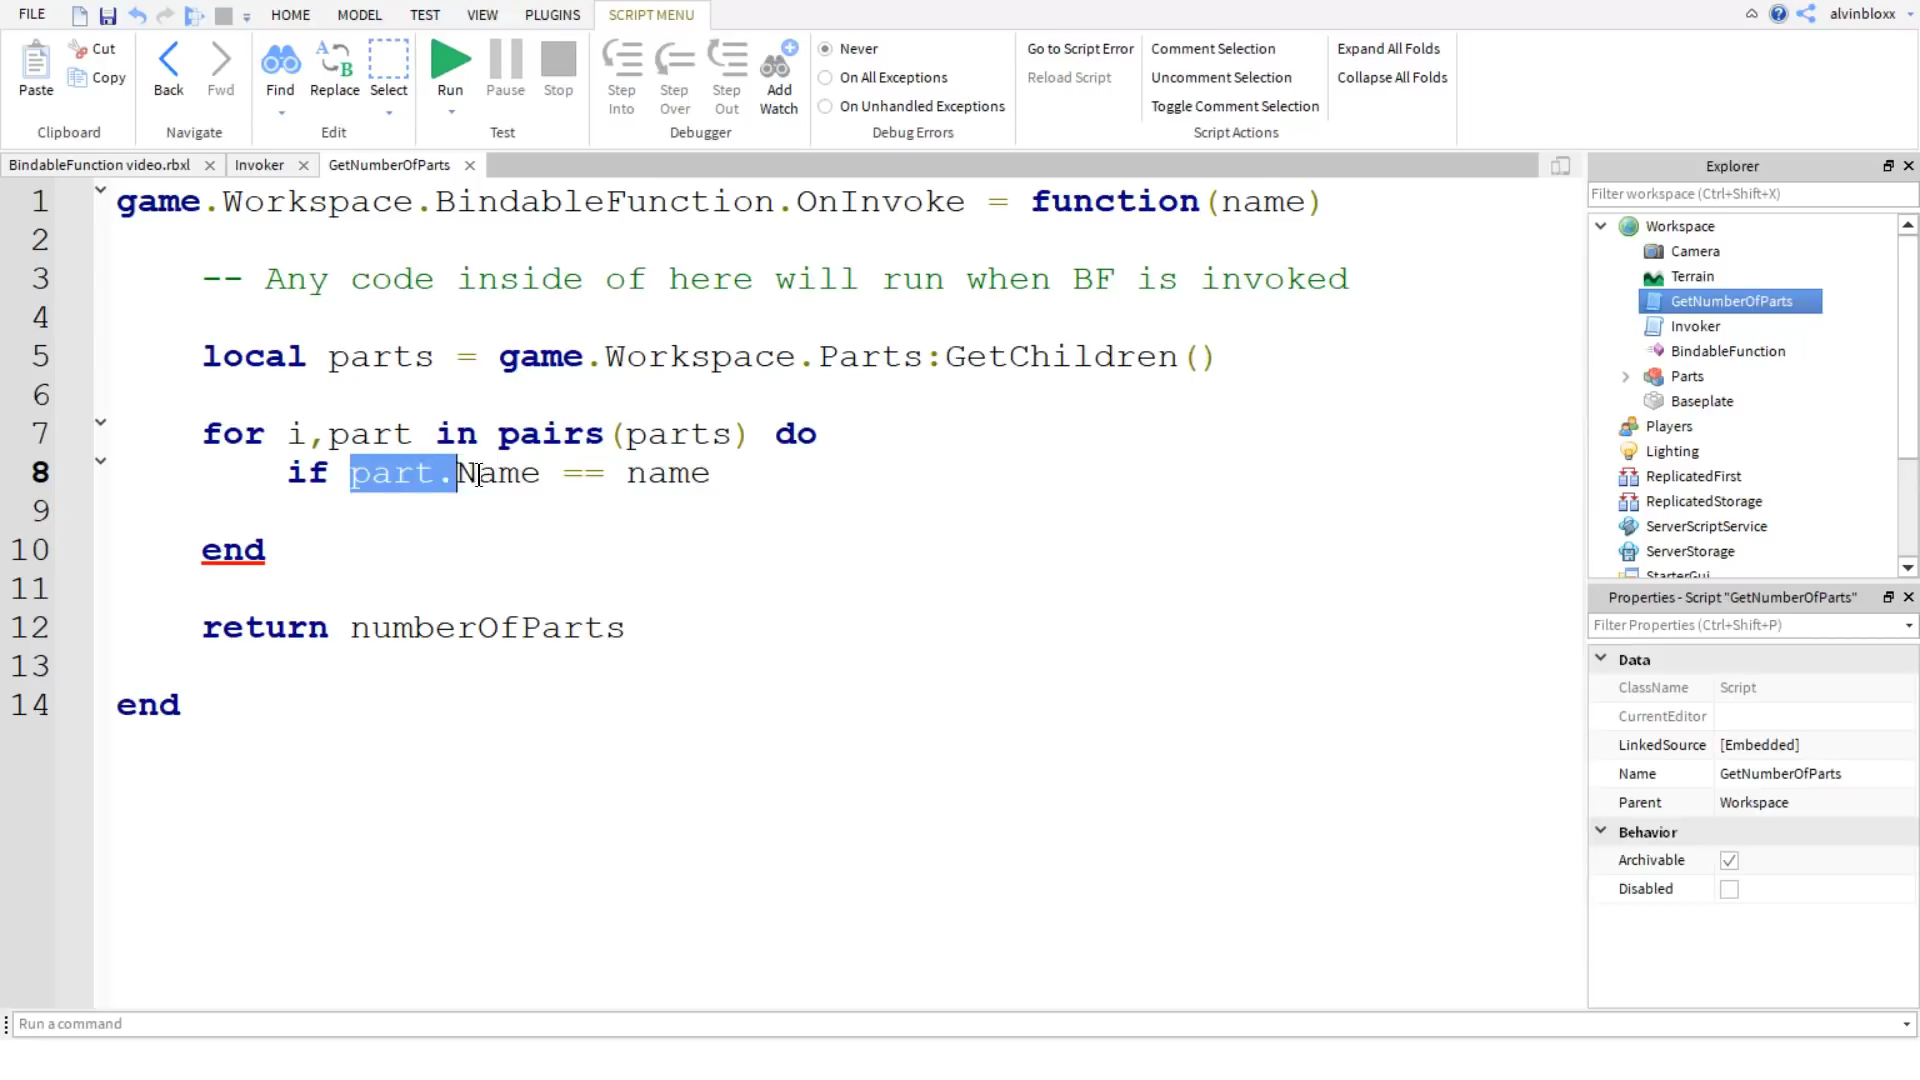 FILE HOME MODEL TEST VIEW PLUGINS SCRIPT MENU alvinbloxx
Paste Cut Copy Clipboard
Back Fwd Navigate
Find Replace Select Edit
Run Pause Stop Test
Step Into Step Over Step Out Add Watch Debugger
Never
On All Exceptions
On Unhandled Exceptions
Debug Errors
Go to Script Error
Reload Script
Comment Selection
Uncomment Selection
Toggle Comment Selection
Expand All Folds
Collapse All Folds
Script Actions
BindableFunction video.rbxl Invoker GetNumberOfParts
1 game.Workspace.BindableFunction.OnInvoke = function(name)
2
3 -- Any code inside of here will run when BF is invoked
4
5 local parts = game.Workspace.Parts:GetChildren()
6
7 for i,part in pairs(parts) do
8 if part.Name == name
9
10 end
11
12 return numberOfParts
13
14 end
Explorer
Filter workspace (Ctrl+Shift+X)
Workspace
Camera
Terrain
GetNumberOfParts
Invoker
BindableFunction
Parts
Baseplate
Players
Lighting
ReplicatedFirst
ReplicatedStorage
ServerScriptService
ServerStorage
StarterGui
Properties - Script "GetNumberOfParts"
Filter Properties (Ctrl+Shift+P)
Data
ClassName Script
CurrentEditor
LinkedSource [Embedded]
Name GetNumberOfParts
Parent Workspace
Behavior
Archivable
Disabled
Run a command